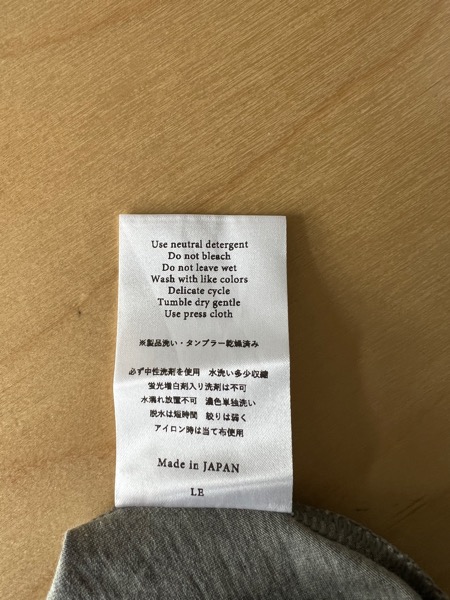 Use neutral detergent
Do not bleach
Do not leave wet
Wash with like colors
Delicate cycle
Tumble dry gentle
Use press cloth
※製品洗い・タンブラー乾燥済み
必ず中性洗剤を使用 水洗い多少収縮
蛍光増白剤入り洗剤は不可
水濡れ放置不可 濃色単独洗い
脱水は短時間 絞りは弱く
アイロン時は当て布使用
Made in JAPAN
LE